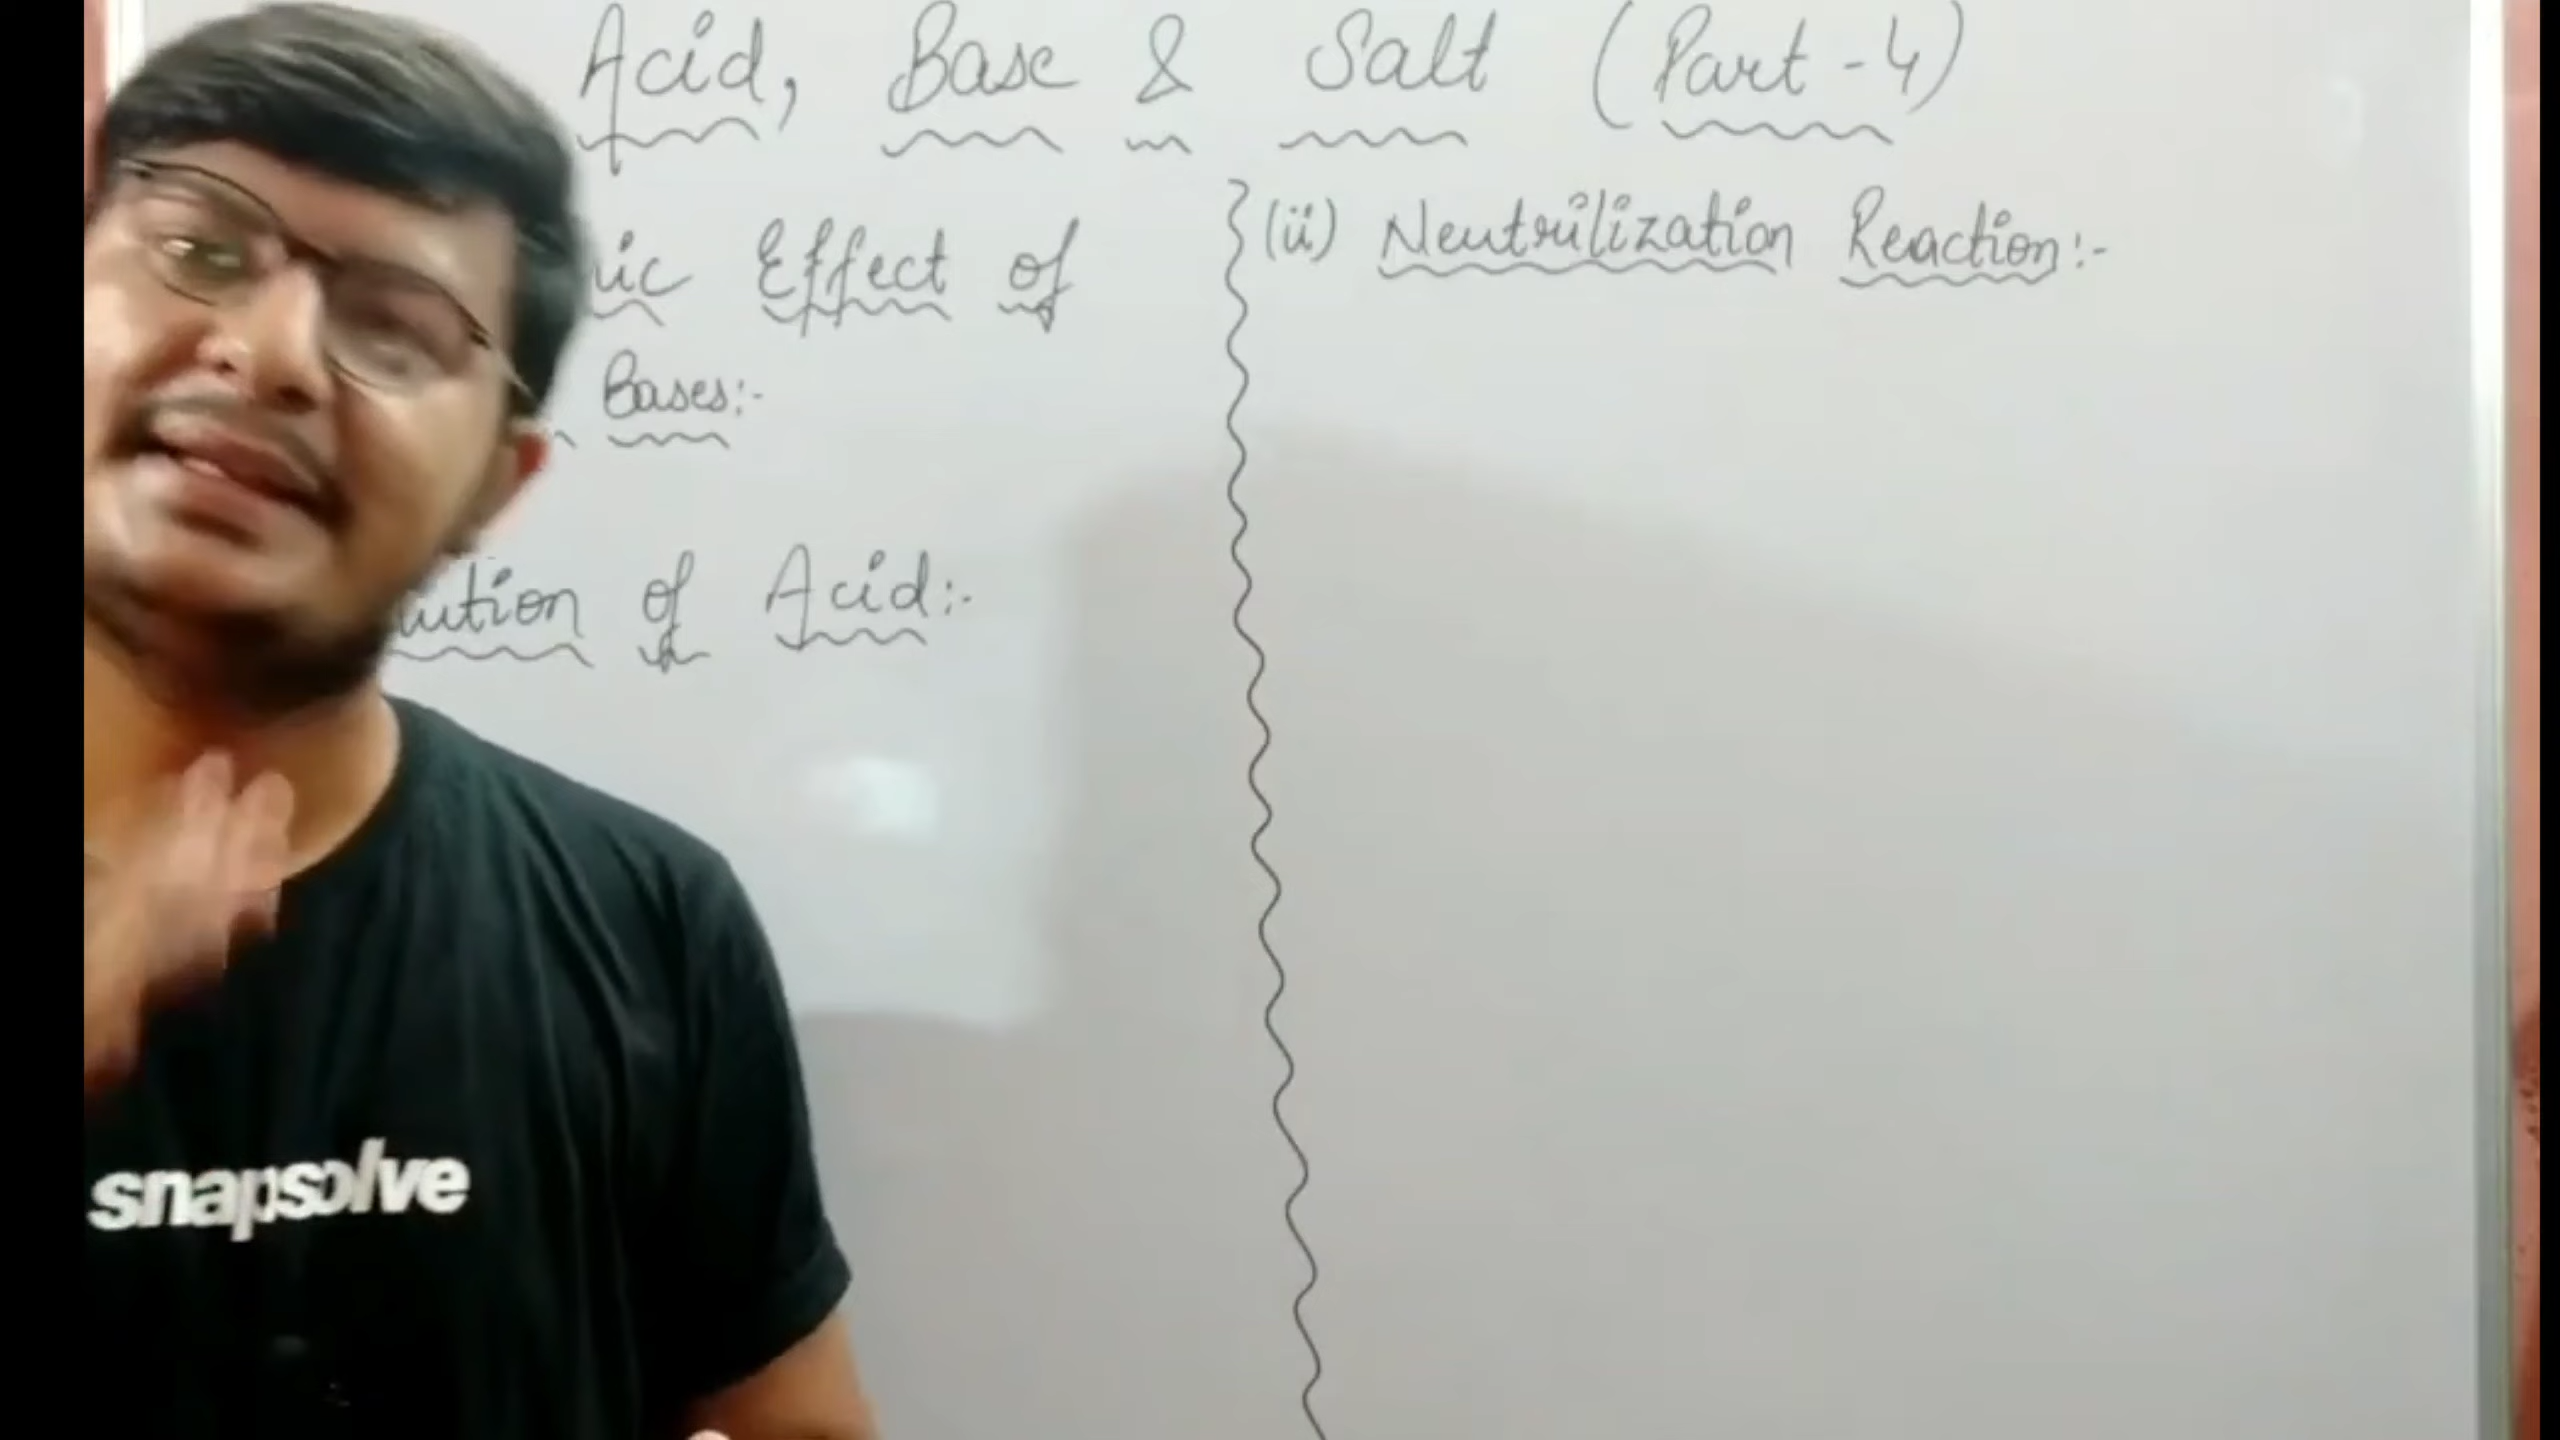 Acid, Base & Salt (Part-4)
Effect of
Bases:-
of Acid:-
(ii) Neutrilization Reaction:-
snapsolve